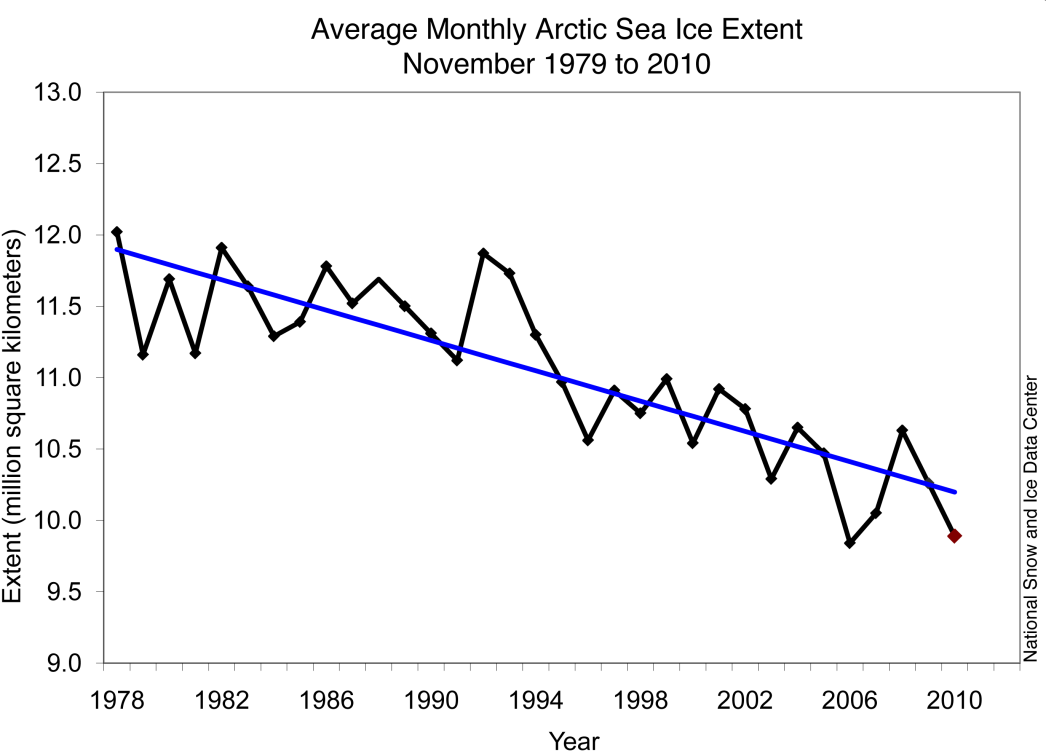 Average Monthly Arctic Sea Ice Extent
November 1979 to 2010
13.0
12.5
12.0
11.5
11.0
10.5
10.0
9.5
9.0
Extent (million square kilometers)
1978 1982 1986 1990 1994 1998 2002 2006 2010
Year
National Snow and Ice Data Center